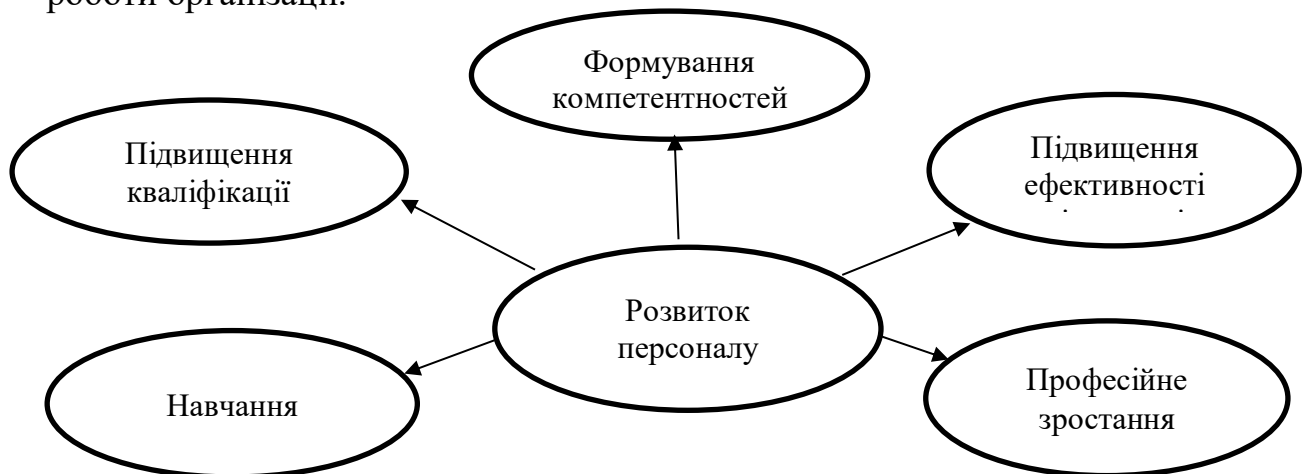 роботи організації.
Формування
компетентностей
Підвищення
кваліфікації
Підвищення
ефективності
Розвиток
персоналу
Навчання
Професійне
зростання